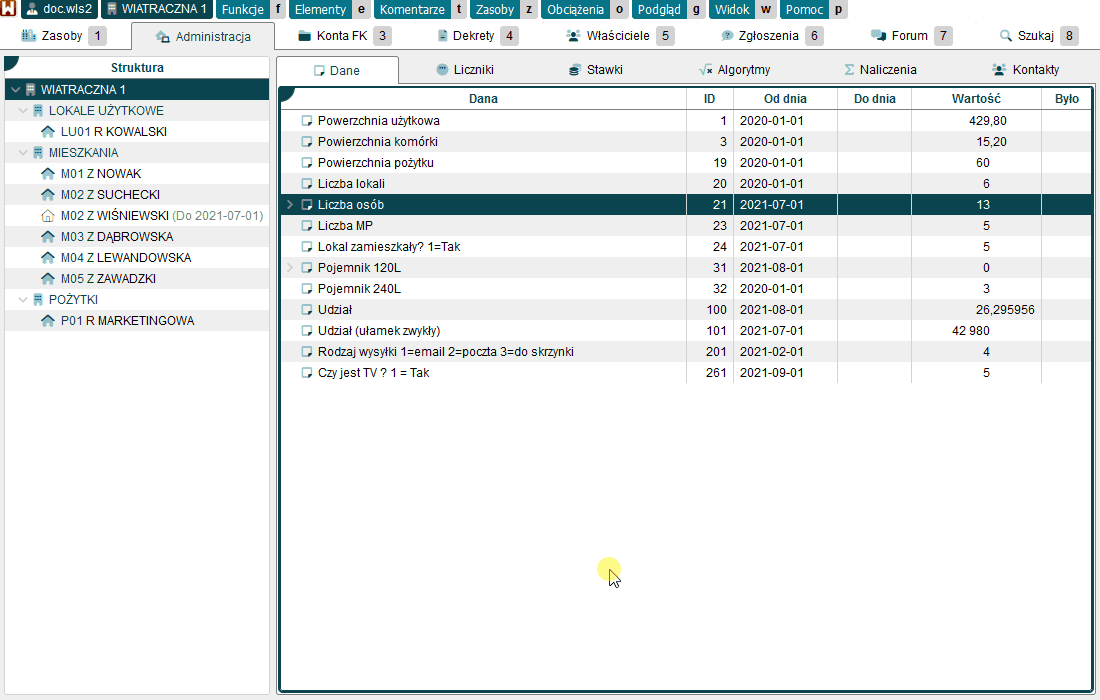 W doc.wls2 WIATRACZNA 1 Funkcje f Elementy e Komentarze t Zasoby z Obciążenia o Podgląd g Widok w Pomoc p
Zasoby 1 Administracja Konta FK 3 Dekrety 4 Właściciele 5 Zgłoszenia 6 Forum 7 Szukaj 8
Struktura
WIATRACZNA 1
LOKALE UŻYTKOWE
LU01 R KOWALSKI
MIESZKANIA
M01 Z NOWAK
M02 Z SUCHECKI
M02 Z WIŚNIEWSKI (Do 2021-07-01)
M03 Z DĄBROWSKA
M04 Z LEWANDOWSKA
M05 Z ZAWADZKI
POŻYTKI
P01 R MARKETINGOWA
Dane Liczniki Stawki Algorytmy Naliczenia Kontakty
Dana ID Od dnia Do dnia Wartość Było
Powerzchnia użytkowa 1 2020-01-01 429,80
Powierzchnia komórki 3 2020-01-01 15,20
Powierzchnia pożytku 19 2020-01-01 60
Liczba lokali 20 2020-01-01 6
Liczba osób 21 2021-07-01 13
Liczba MP 23 2021-07-01 5
Lokal zamieszkały? 1=Tak 24 2021-07-01 5
Pojemnik 120L 31 2021-08-01 0
Pojemnik 240L 32 2020-01-01 3
Udział 100 2021-08-01 26,295956
Udział (ułamek zwykły) 101 2021-07-01 42 980
Rodzaj wysyłki 1=email 2=poczta 3=do skrzynki 201 2021-02-01 4
Czy jest TV ? 1 = Tak 261 2021-09-01 5